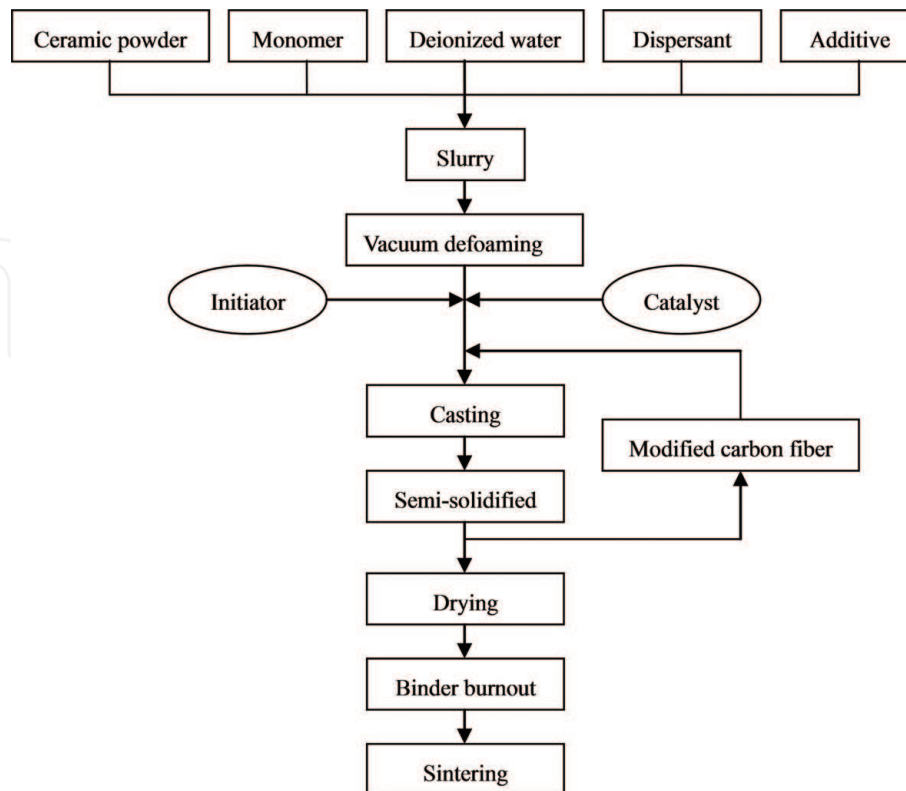 Ceramic powder
Monomer
Deionized water
Dispersant
Additive
Slurry
Vacuum defoaming
Initiator
Catalyst
Casting
Modified carbon fiber
Semi-solidified
Drying
Binder burnout
Sintering